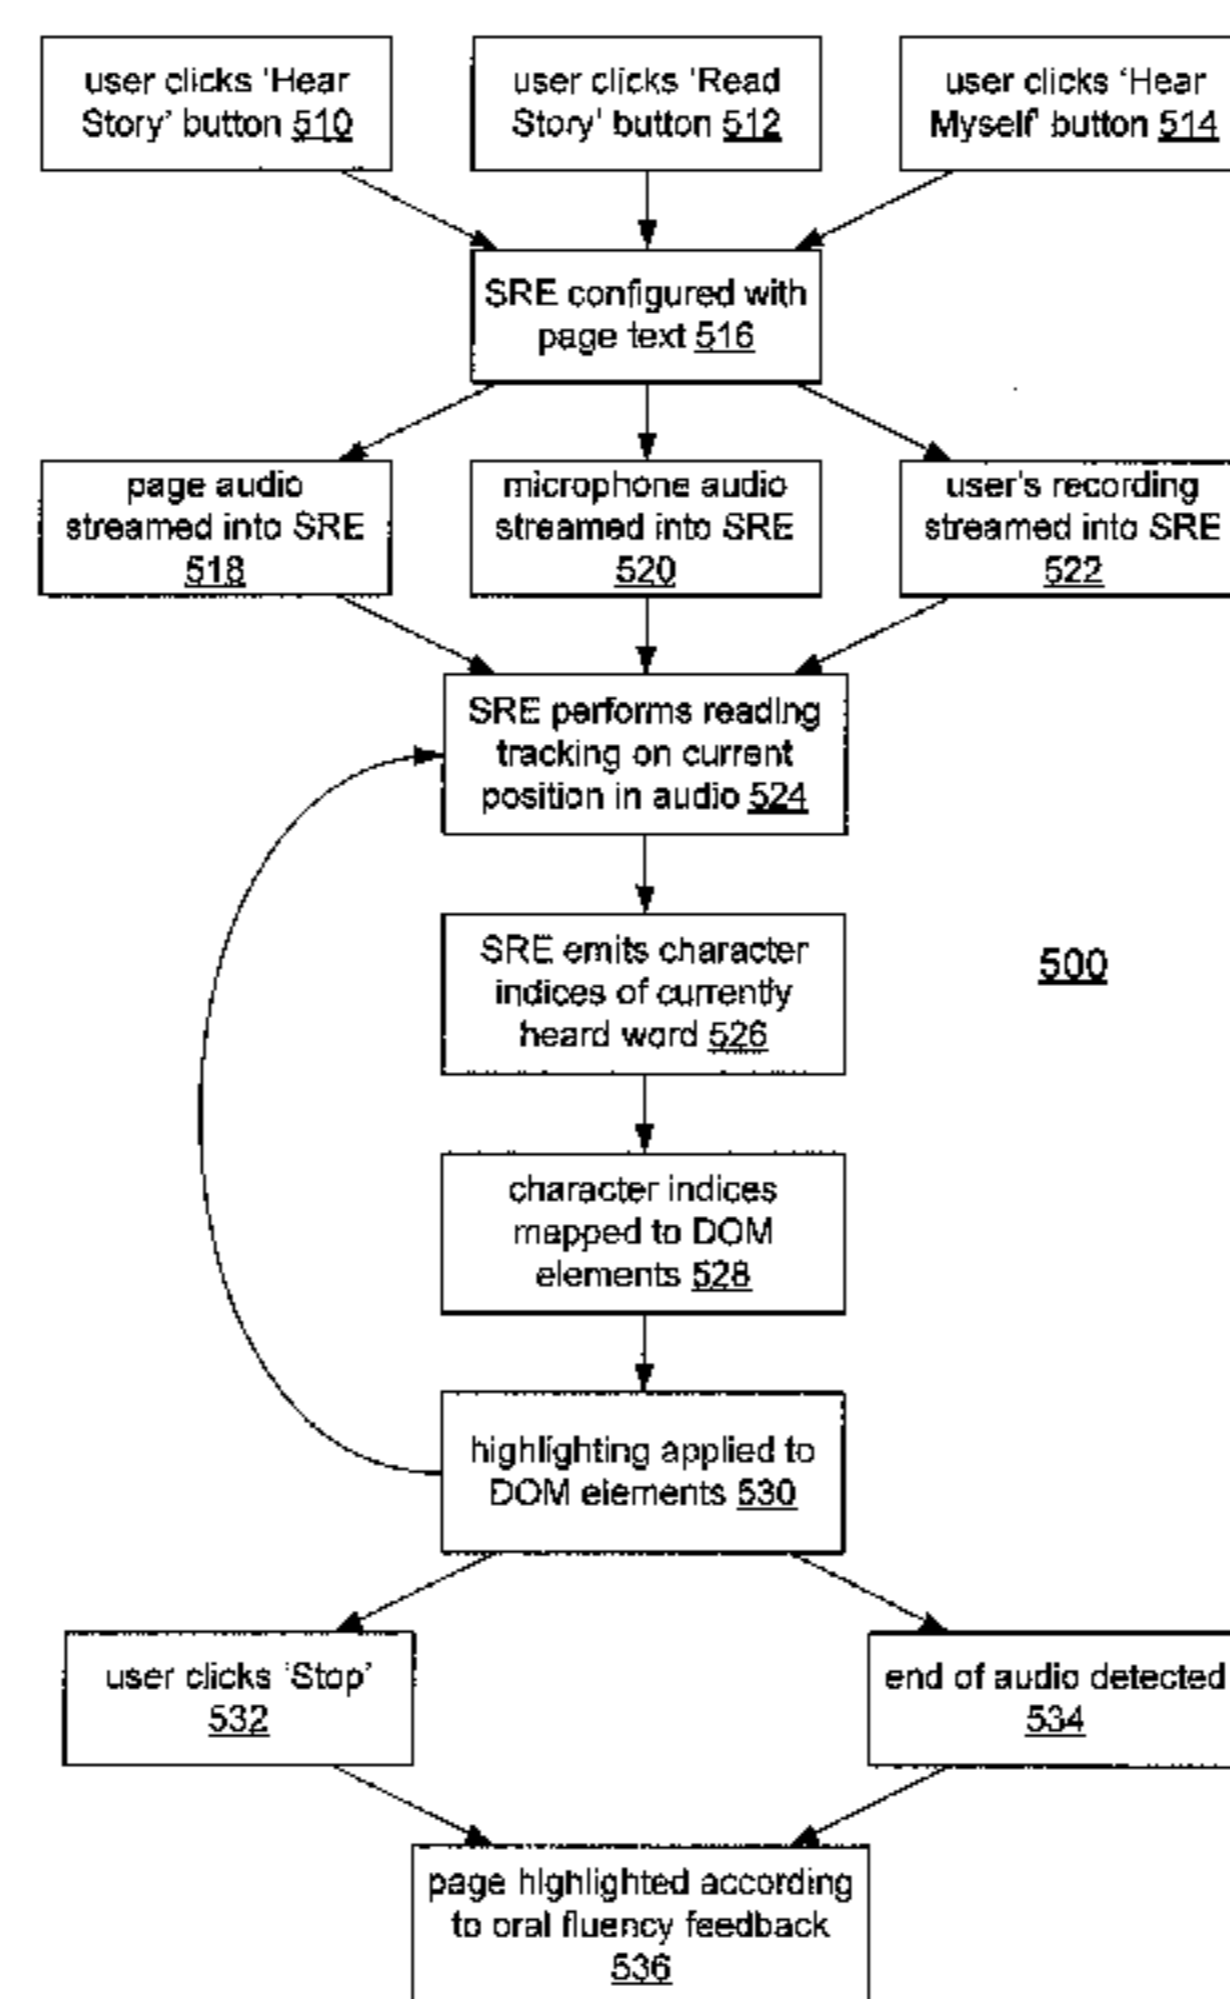 user clicks ‘Hear
Story’ button 510
user clicks ‘Read
Story’ button 512
user clicks ‘Hear
Myself’ button 514
SRE configured with
page text 516
page audio
streamed into SRE
518
microphone audio
streamed into SRE
520
user's recording
streamed into SRE
522
SRE performs reading
tracking on current
position in audio 524
SRE emits character
indices of currently
heard word 526
500
character indices
mapped to DOM
elements 528
highlighting applied to
DOM elements 530
user clicks ‘Stop’
532
end of audio detected
534
page highlighted according
to oral fluency feedback
536